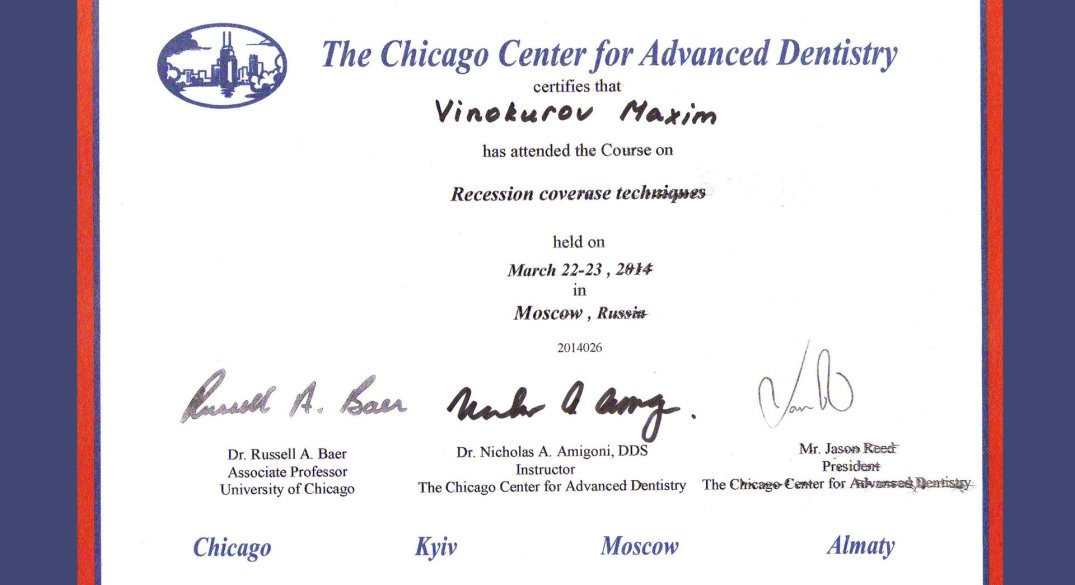 The Chicago Center for Advanced Dentistry
certifies that
Vinokurov Maxim
has attended the Course on
Recession coverase techniques
held on
March 22-23 , 2014
in
Moscow , Russia
2014026
Russell A. Baer
Dr. Russell A. Baer
Associate Professor
University of Chicago
Dr. Nicholas A. Amigoni, DDS
Instructor
The Chicago Center for Advanced Dentistry
Mr. Jason Reed
President
The Chicago Center for Advansed Dentistry
Chicago Kyiv Moscow Almaty